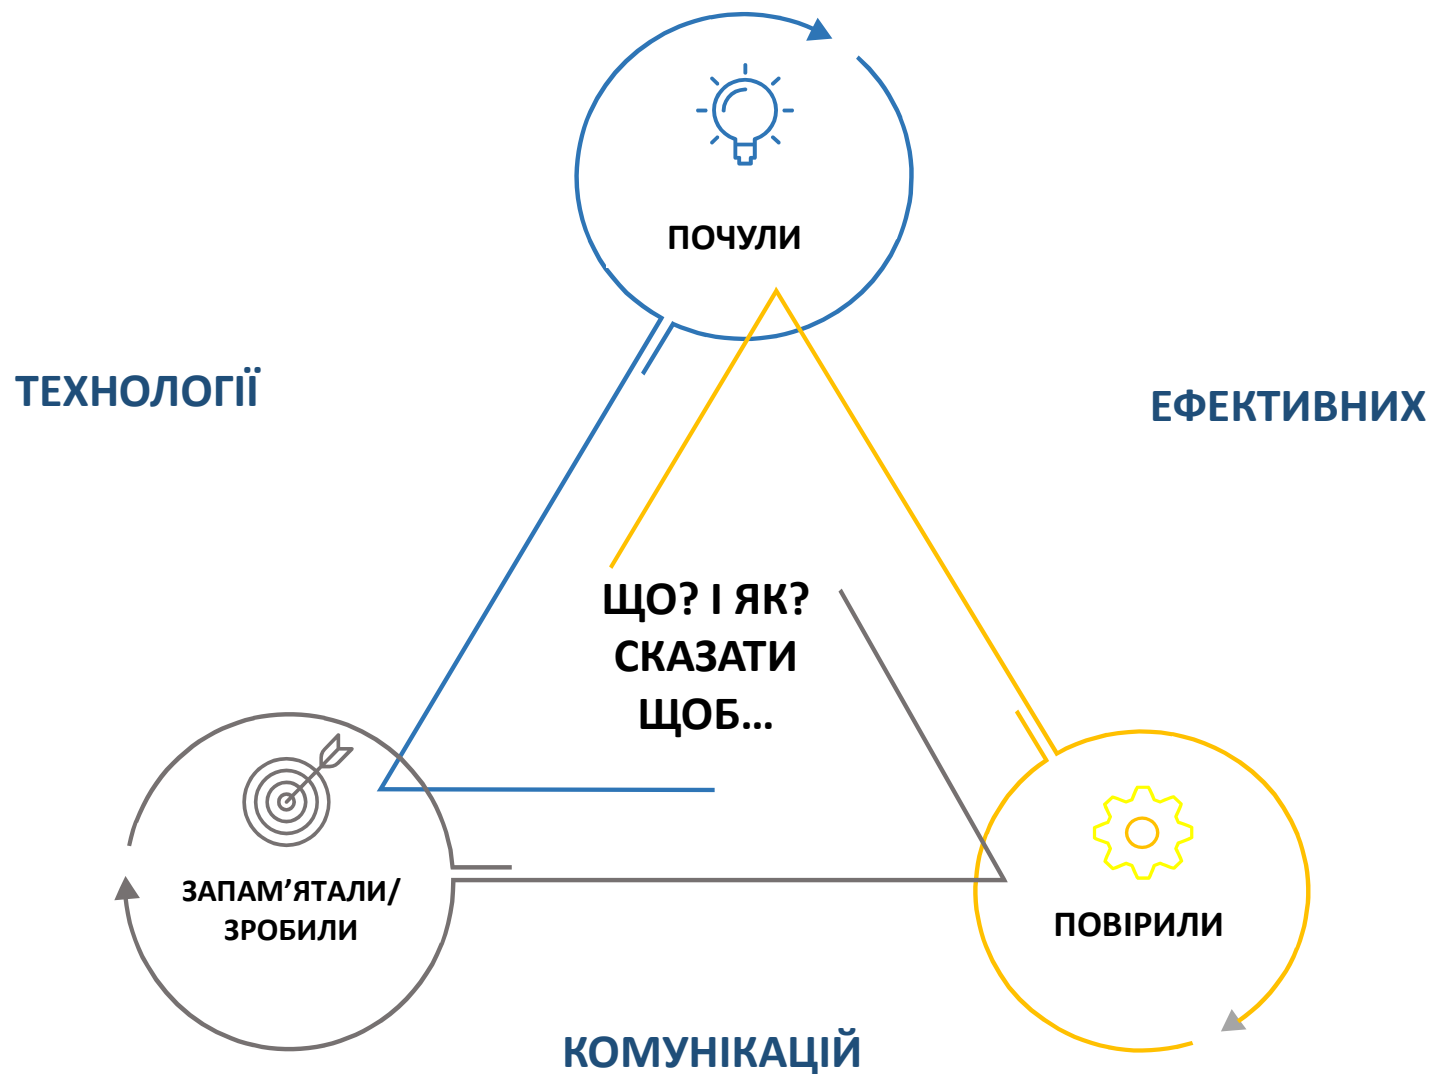 ПОЧУЛИ
ТЕХНОЛОГІЇ
ЕФЕКТИВНИХ
ЩО? І ЯК?
СКАЗАТИ
ЩОБ...
ЗАПАМ’ЯТАЛИ/
ЗРОБИЛИ
ПОВІРИЛИ
КОМУНІКАЦІЙ